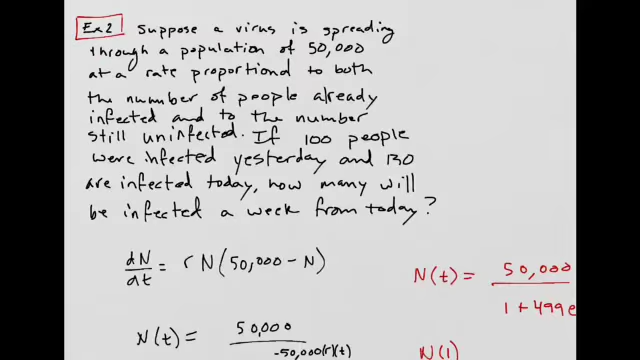 Ex 2 Suppose a virus is spreading
through a population of 50,000
at a rate proportional to both
the number of people already
infected and to the number
still uninfected. If 100 people
were infected yesterday and 130
are infected today, how many will
be infected a week from today?
dN/dt = r N (50,000 - N)
N(t) = 50,000 / 1 + 499e
N(t) = 50,000
-50,000(r)(t)
N(1)